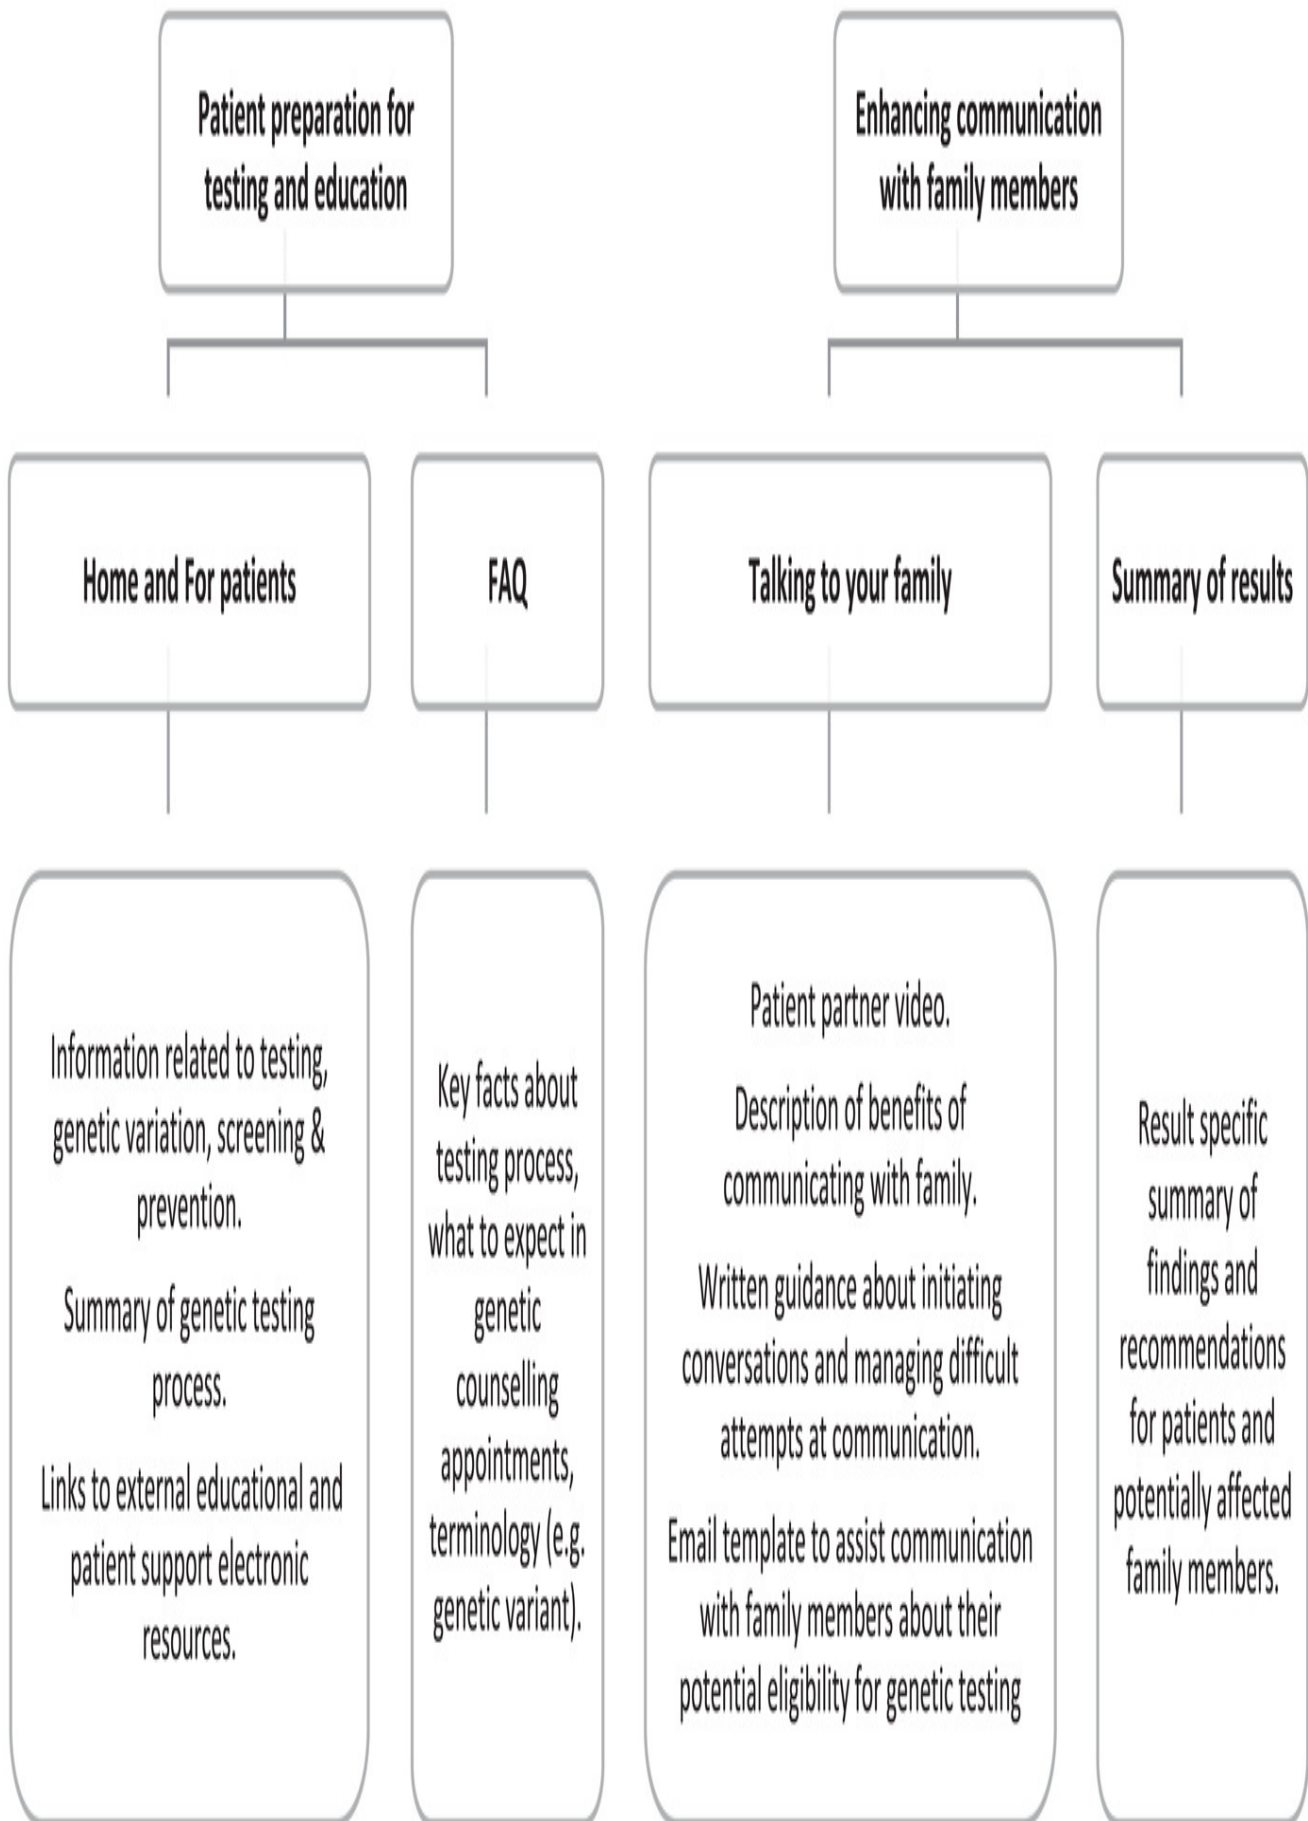 Patient preparation for
testing and education
Enhancing communication
with family members
Home and For patients
FAQ
Talking to your family
Summary of results
Information related to testing,
genetic variation, screening &
prevention.
Summary of genetic testing
process.
Links to external educational and
patient support electronic
resources.
Key facts about
testing process,
what to expect in
genetic
counselling
appointments,
terminology (e.g.
genetic variant).
Patient partner video.
Description of benefits of
communicating with family.
Written guidance about initiating
conversations and managing difficult
attempts at communication.
Email template to assist communication
with family members about their
potential eligibility for genetic testing
Result specific
summary of
findings and
recommendations
for patients and
potentially affected
family members.